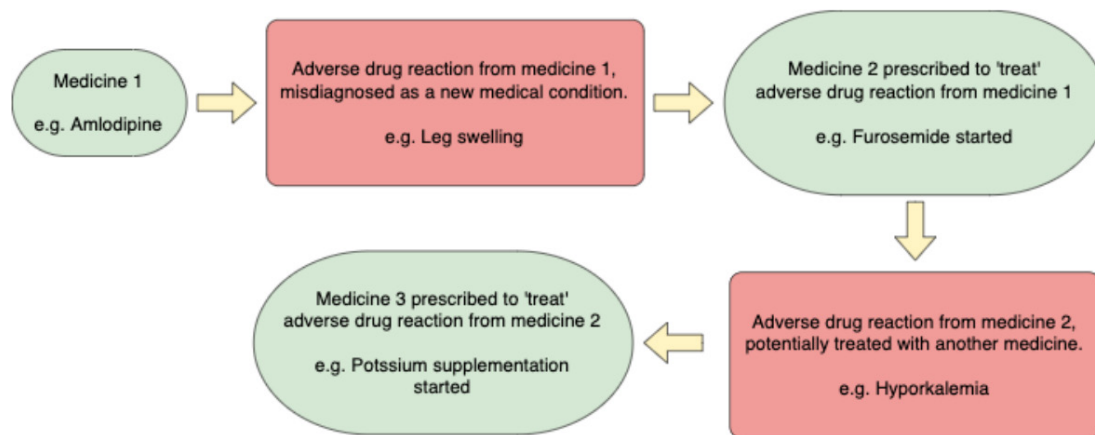 Medicine 1
e.g. Amlodipine
Adverse drug reaction from medicine 1,
misdiagnosed as a new medical condition.
e.g. Leg swelling
Medicine 2 prescribed to 'treat'
adverse drug reaction from medicine 1
e.g. Furosemide started
Adverse drug reaction from medicine 2,
potentially treated with another medicine.
e.g. Hyporkalemia
Medicine 3 prescribed to 'treat'
adverse drug reaction from medicine 2
e.g. Potssium supplementation
started